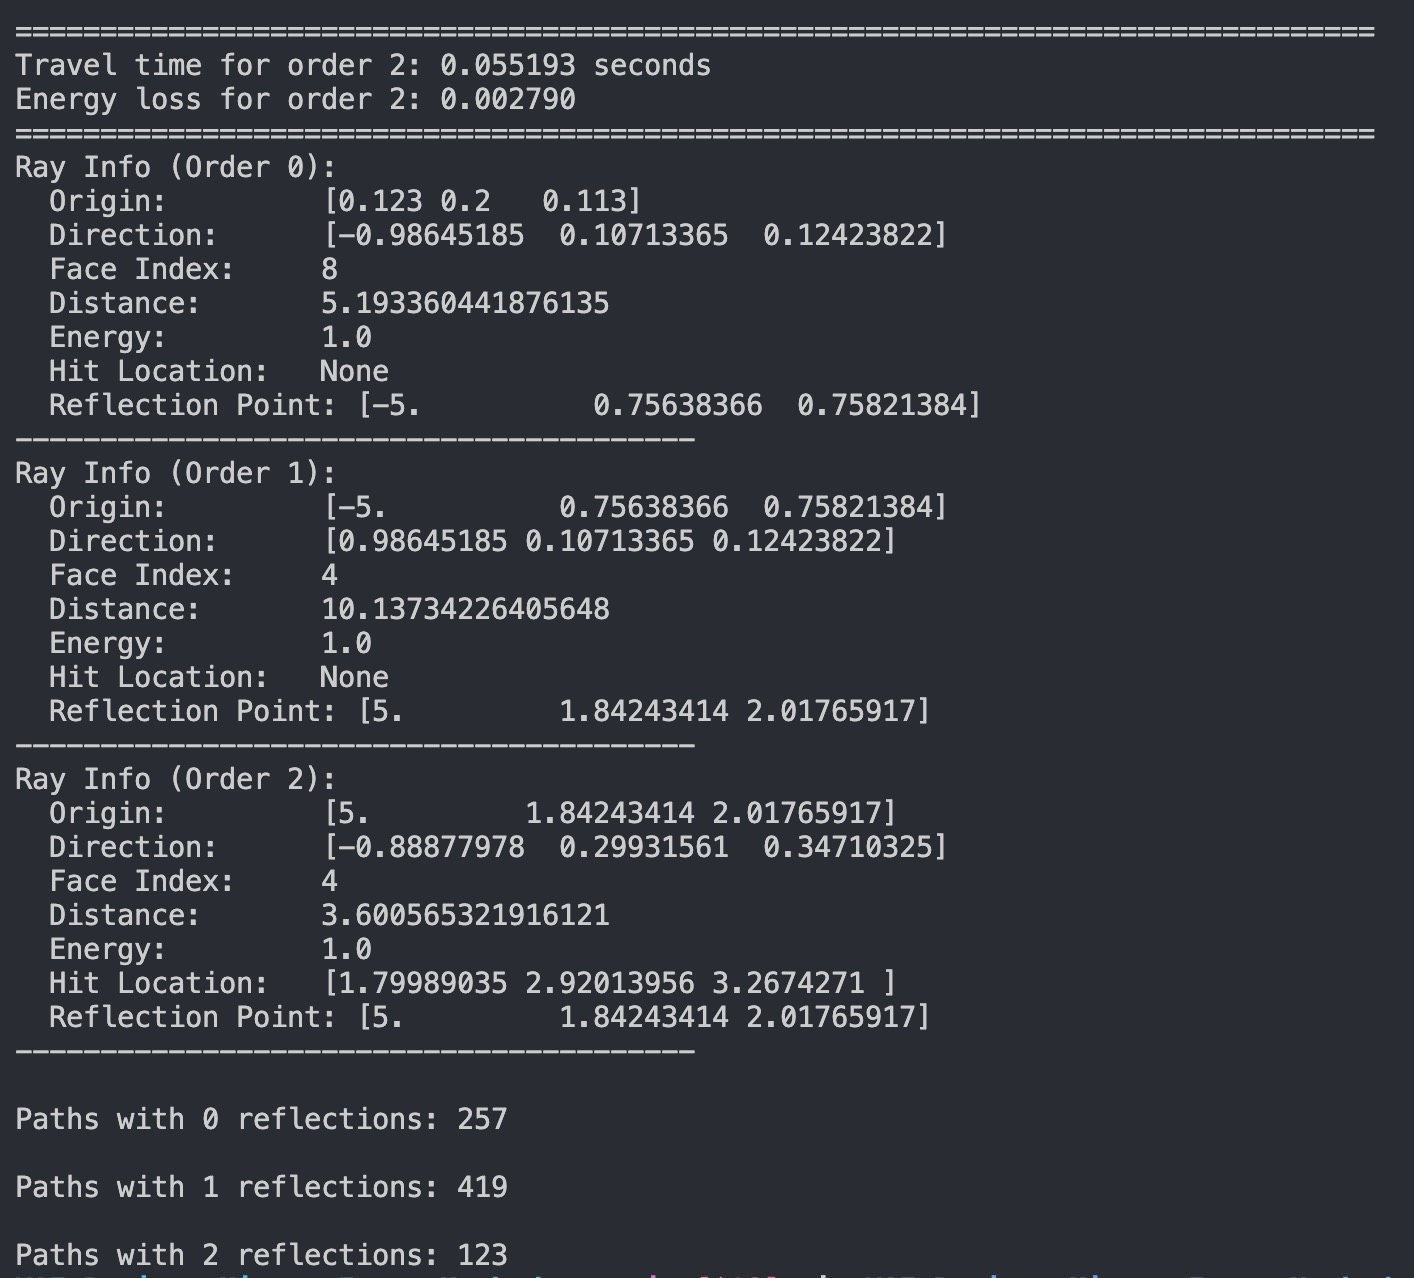 ================================================================================
Travel time for order 2: 0.055193 seconds
Energy loss for order 2: 0.002790
================================================================================
Ray Info (Order 0):
  Origin:         [0.123 0.2   0.113]
  Direction:      [-0.98645185  0.10713365  0.12423822]
  Face Index:     8
  Distance:       5.193360441876135
  Energy:         1.0
  Hit Location:   None
  Reflection Point: [-5.          0.75638366  0.75821384]
----------------------------------------
Ray Info (Order 1):
  Origin:         [-5.          0.75638366  0.75821384]
  Direction:      [0.98645185 0.10713365 0.12423822]
  Face Index:     4
  Distance:       10.13734226405648
  Energy:         1.0
  Hit Location:   None
  Reflection Point: [5.         1.84243414 2.01765917]
----------------------------------------
Ray Info (Order 2):
  Origin:         [5.         1.84243414 2.01765917]
  Direction:      [-0.88877978  0.29931561  0.34710325]
  Face Index:     4
  Distance:       3.600565321916121
  Energy:         1.0
  Hit Location:   [1.79989035 2.92013956 3.2674271 ]
  Reflection Point: [5.         1.84243414 2.01765917]
----------------------------------------

Paths with 0 reflections: 257

Paths with 1 reflections: 419

Paths with 2 reflections: 123